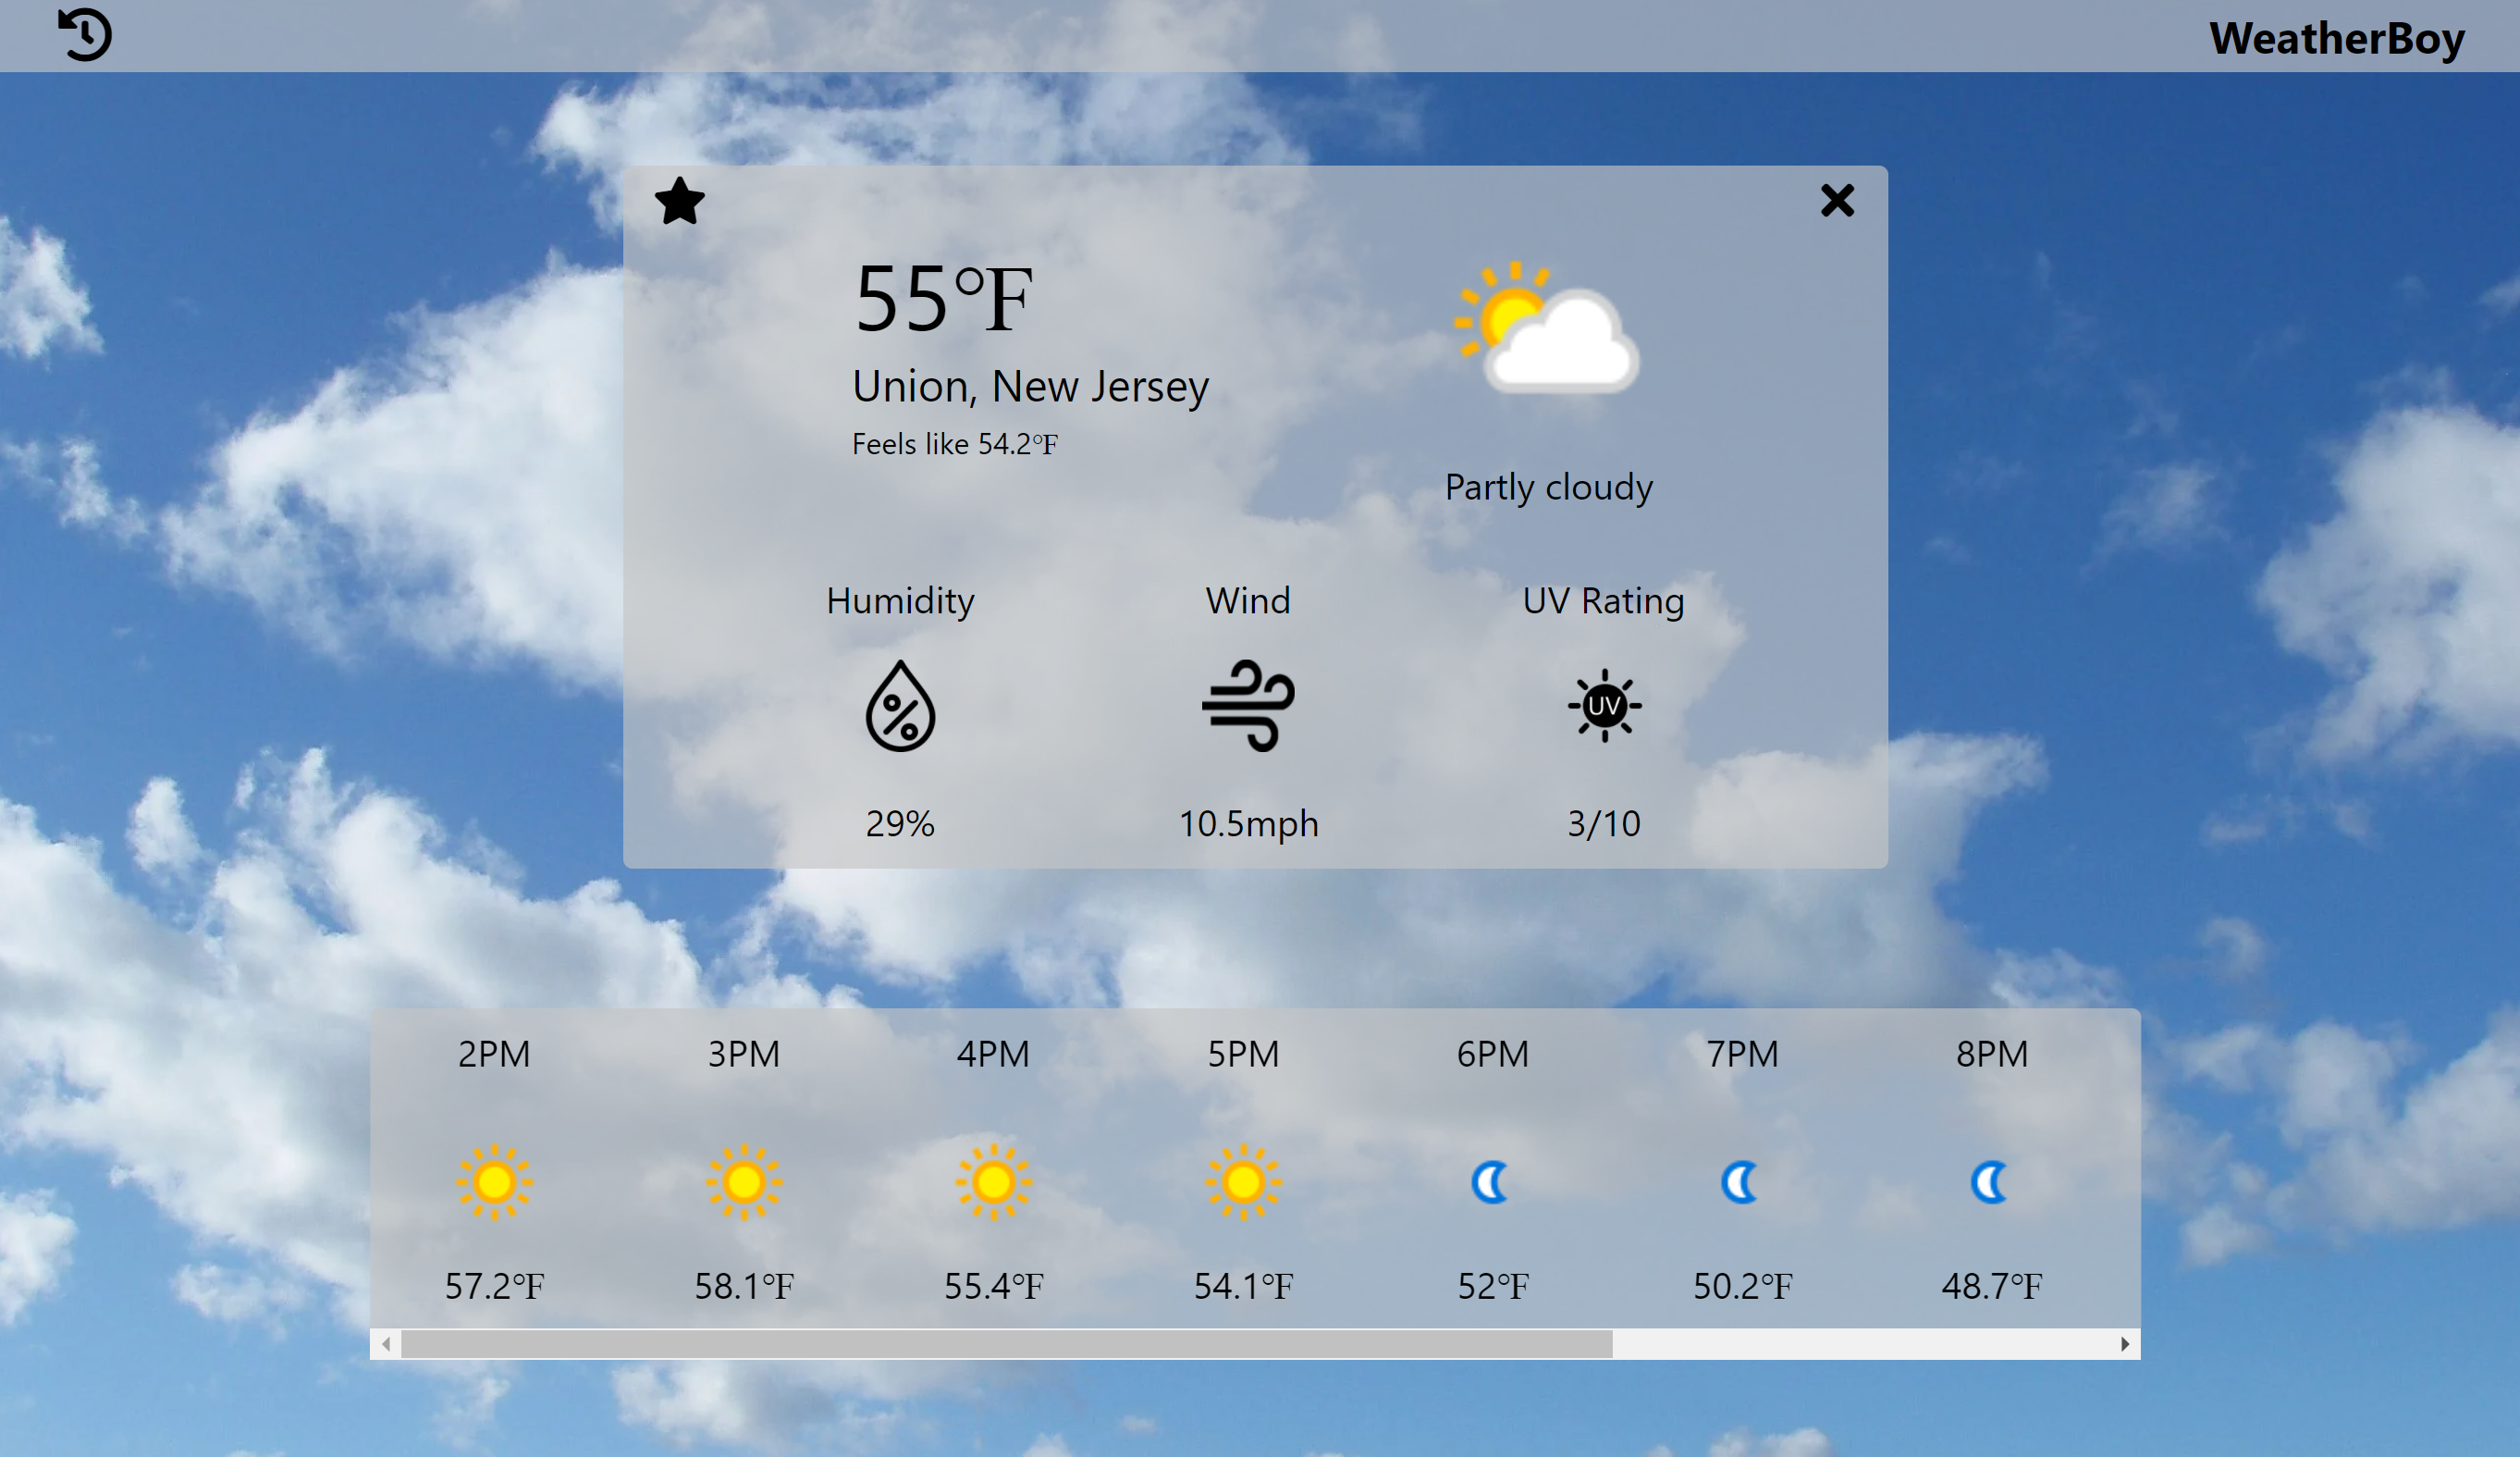 WeatherBoy
55℉
Union, New Jersey
Feels like 54.2℉
Partly cloudy
Humidity Wind UV Rating
UV
29% 10.5mph 3/10
2PM 3PM 4PM 5PM 6PM 7PM 8PM
57.2℉ 58.1℉ 55.4℉ 54.1℉ 52℉ 50.2℉ 48.7℉